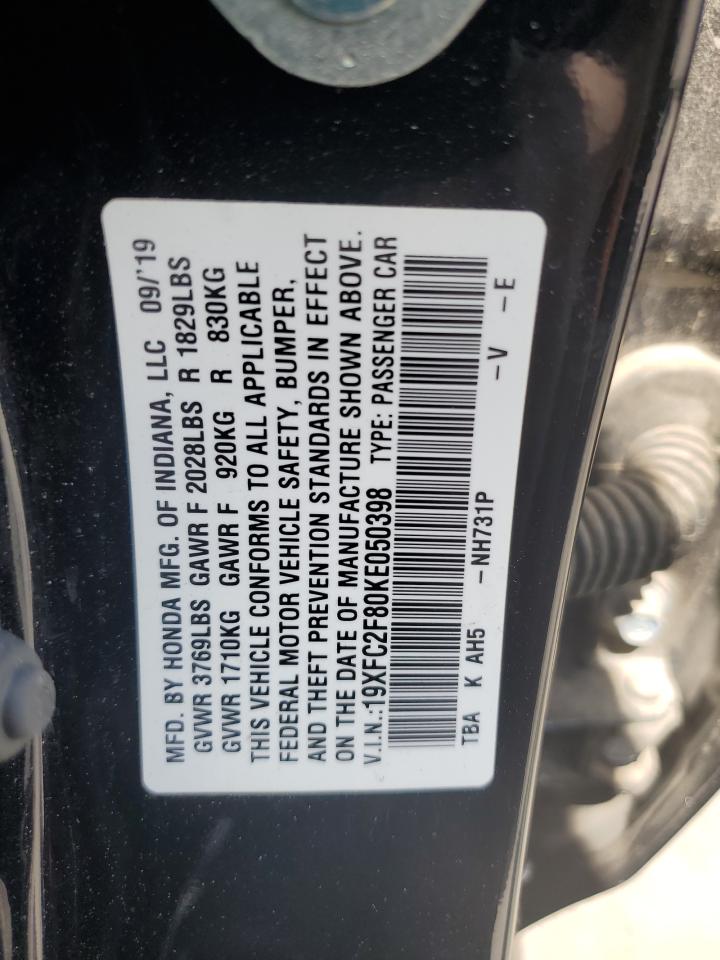 MFD. BY HONDA MFG. OF INDIANA, LLC 09/'19
GVWR 3769LBS GAWR F 2028LBS R 1829LBS
GVWR 1710KG GAWR F 920KG R 830KG
THIS VEHICLE CONFORMS TO ALL APPLICABLE
FEDERAL MOTOR VEHICLE SAFETY, BUMPER,
AND THEFT PREVENTION STANDARDS IN EFFECT
ON THE DATE OF MANUFACTURE SHOWN ABOVE.
V.I.N.:19XFC2F80KE050398 TYPE: PASSENGER CAR
TBA K AH5 -NH731P -V -E